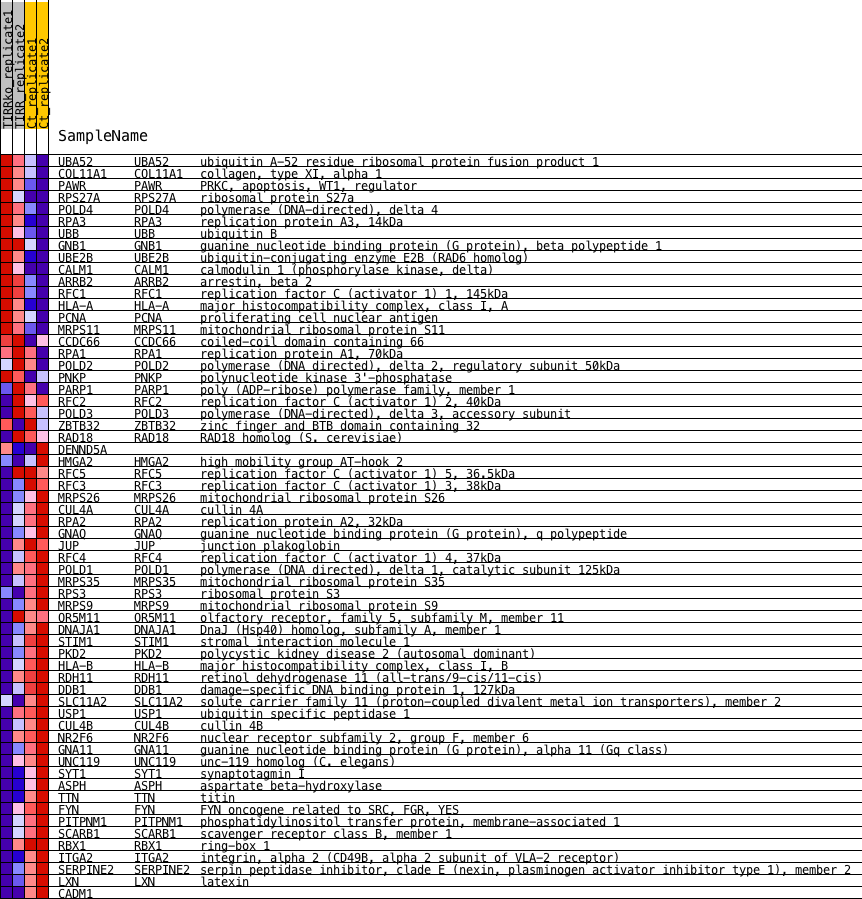 TIRRko_replicate1
TIRR_replicate2
Ct_replicate1
Ct_replicate2
SampleName
UBA52 UBA52 ubiquitin A-52 residue ribosomal protein fusion product 1
COL11A1 COL11A1 collagen, type XI, alpha 1
PAWR PAWR PRKC, apoptosis, WT1, regulator
RPS27A RPS27A ribosomal protein S27a
POLD4 POLD4 polymerase (DNA-directed), delta 4
RPA3 RPA3 replication protein A3, 14kDa
UBB UBB ubiquitin B
GNB1 GNB1 guanine nucleotide binding protein (G protein), beta polypeptide 1
UBE2B UBE2B ubiquitin-conjugating enzyme E2B (RAD6 homolog)
CALM1 CALM1 calmodulin 1 (phosphorylase kinase, delta)
ARRB2 ARRB2 arrestin, beta 2
RFC1 RFC1 replication factor C (activator 1) 1, 145kDa
HLA-A HLA-A major histocompatibility complex, class I, A
PCNA PCNA proliferating cell nuclear antigen
MRPS11 MRPS11 mitochondrial ribosomal protein S11
CCDC66 CCDC66 coiled-coil domain containing 66
RPA1 RPA1 replication protein A1, 70kDa
POLD2 POLD2 polymerase (DNA directed), delta 2, regulatory subunit 50kDa
PNKP PNKP polynucleotide kinase 3'-phosphatase
PARP1 PARP1 poly (ADP-ribose) polymerase family, member 1
RFC2 RFC2 replication factor C (activator 1) 2, 40kDa
POLD3 POLD3 polymerase (DNA-directed), delta 3, accessory subunit
ZBTB32 ZBTB32 zinc finger and BTB domain containing 32
RAD18 RAD18 RAD18 homolog (S. cerevisiae)
DENND5A
HMGA2 HMGA2 high mobility group AT-hook 2
RFC5 RFC5 replication factor C (activator 1) 5, 36.5kDa
RFC3 RFC3 replication factor C (activator 1) 3, 38kDa
MRPS26 MRPS26 mitochondrial ribosomal protein S26
CUL4A CUL4A cullin 4A
RPA2 RPA2 replication protein A2, 32kDa
GNAQ GNAQ guanine nucleotide binding protein (G protein), q polypeptide
JUP JUP junction plakoglobin
RFC4 RFC4 replication factor C (activator 1) 4, 37kDa
POLD1 POLD1 polymerase (DNA directed), delta 1, catalytic subunit 125kDa
MRPS35 MRPS35 mitochondrial ribosomal protein S35
RPS3 RPS3 ribosomal protein S3
MRPS9 MRPS9 mitochondrial ribosomal protein S9
OR5M11 OR5M11 olfactory receptor, family 5, subfamily M, member 11
DNAJA1 DNAJA1 DnaJ (Hsp40) homolog, subfamily A, member 1
STIM1 STIM1 stromal interaction molecule 1
PKD2 PKD2 polycystic kidney disease 2 (autosomal dominant)
HLA-B HLA-B major histocompatibility complex, class I, B
RDH11 RDH11 retinol dehydrogenase 11 (all-trans/9-cis/11-cis)
DDB1 DDB1 damage-specific DNA binding protein 1, 127kDa
SLC11A2 SLC11A2 solute carrier family 11 (proton-coupled divalent metal ion transporters), member 2
USP1 USP1 ubiquitin specific peptidase 1
CUL4B CUL4B cullin 4B
NR2F6 NR2F6 nuclear receptor subfamily 2, group F, member 6
GNA11 GNA11 guanine nucleotide binding protein (G protein), alpha 11 (Gq class)
UNC119 UNC119 unc-119 homolog (C. elegans)
SYT1 SYT1 synaptotagmin I
ASPH ASPH aspartate beta-hydroxylase
TTN TTN titin
FYN FYN FYN oncogene related to SRC, FGR, YES
PITPNM1 PITPNM1 phosphatidylinositol transfer protein, membrane-associated 1
SCARB1 SCARB1 scavenger receptor class B, member 1
RBX1 RBX1 ring-box 1
ITGA2 ITGA2 integrin, alpha 2 (CD49B, alpha 2 subunit of VLA-2 receptor)
SERPINE2 SERPINE2 serpin peptidase inhibitor, clade E (nexin, plasminogen activator inhibitor type 1), member 2
LXN LXN latexin
CADM1